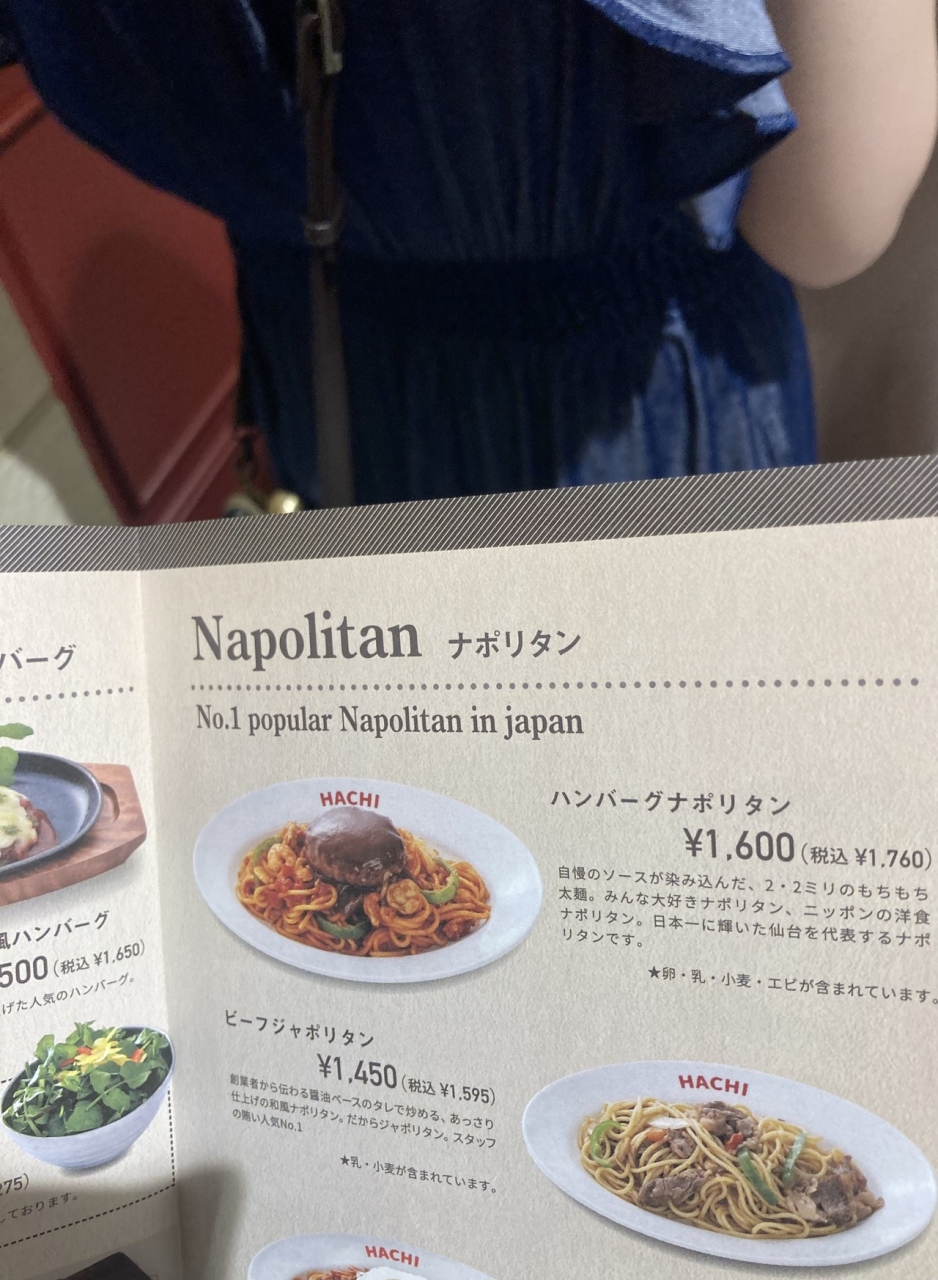 バーグ
風ハンバーグ
500(税込 ¥1,650)
げた人気のハンバーグ。
275)
しております。
Napolitan ナポリタン
No.1 popular Napolitan in japan
HACHI
ハンバーグナポリタン
¥1,600(税込 ¥1,760)
自慢のソースが染み込んだ、2・2ミリのもちもち
太麺。みんな大好きナポリタン、ニッポンの洋食
ナポリタン。日本一に輝いた仙台を代表するナポ
リタンです。
★卵・乳・小麦・エビが含まれています。
ビーフジャポリタン
¥1,450(税込 ¥1,595)
創業者から伝わる醤油ベースのタレで炒める、あっさり
仕上げの和風ナポリタン。だからジャポリタン。スタッフ
の賄い人気No.1
★乳・小麦が含まれています。
HACHI
HACHI